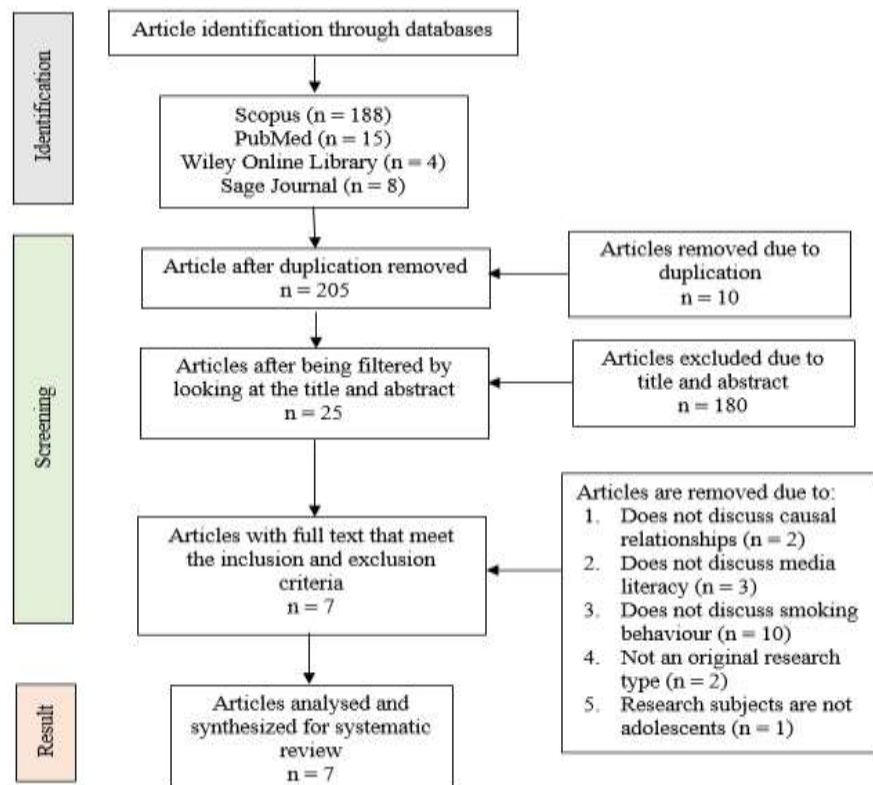 Identification
Article identification through databases
Scopus (n = 188)
PubMed (n = 15)
Wiley Online Library (n = 4)
Sage Journal (n = 8)
Screening
Article after duplication removed
n = 205
Articles removed due to
duplication
n = 10
Articles after being filtered by
looking at the title and abstract
n = 25
Articles excluded due to
title and abstract
n = 180
Articles with full text that meet
the inclusion and exclusion
criteria
n = 7
Articles are removed due to:
1. Does not discuss causal
relationships (n = 2)
2. Does not discuss media
literacy (n = 3)
3. Does not discuss smoking
behaviour (n = 10)
4. Not an original research
type (n = 2)
5. Research subjects are not
adolescents (n = 1)
Result
Articles analysed and
synthesized for systematic
review
n = 7